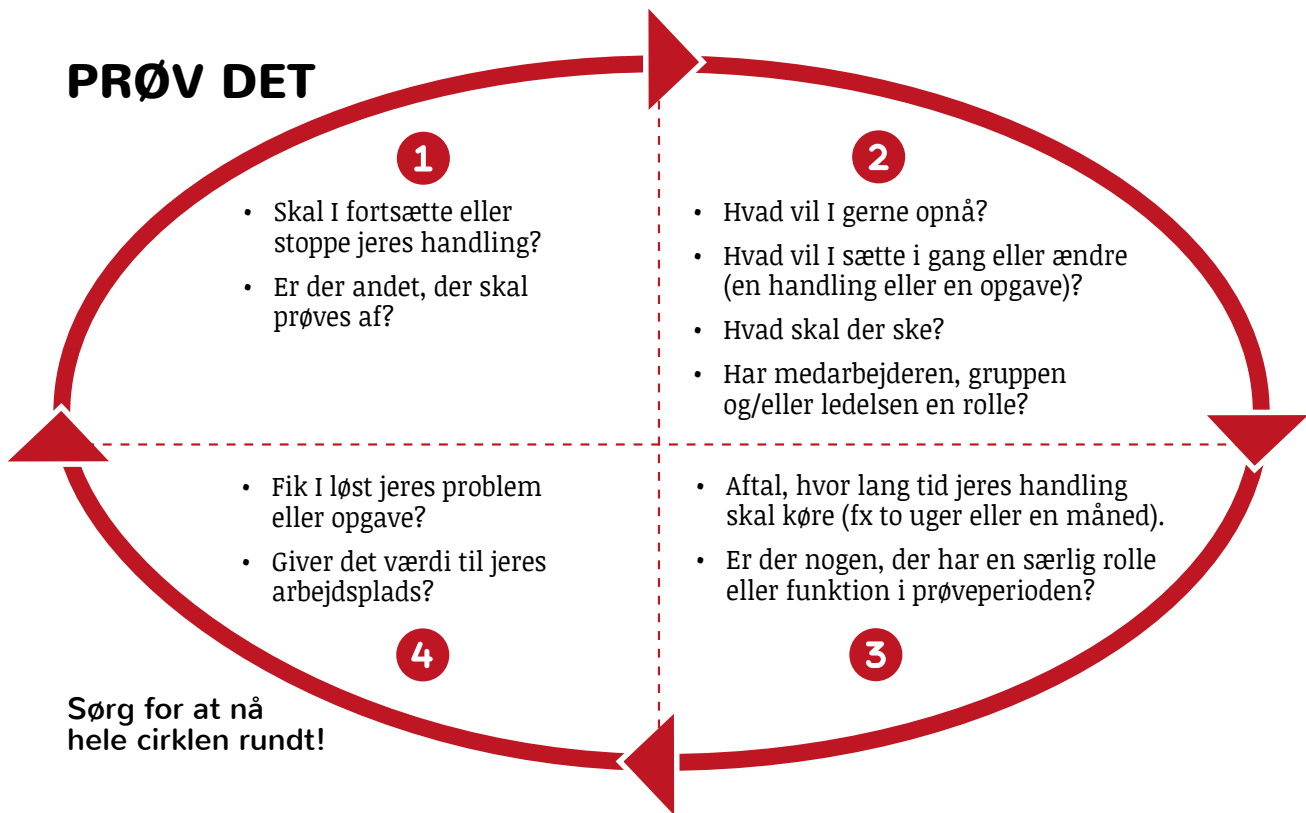 PRØV DET
1
• Skal I fortsætte eller
stoppe jeres handling?
• Er der andet, der skal
prøves af?
2
• Hvad vil I gerne opnå?
• Hvad vil I sætte i gang eller ændre
(en handling eller en opgave)?
• Hvad skal der ske?
• Har medarbejderen, gruppen
og/eller ledelsen en rolle?
• Aftal, hvor lang tid jeres handling
skal køre (fx to uger eller en måned).
• Er der nogen, der har en særlig rolle
eller funktion i prøveperioden?
3
• Fik I løst jeres problem
eller opgave?
• Giver det værdi til jeres
arbejdsplads?
4
Sørg for at nå
hele cirklen rundt!